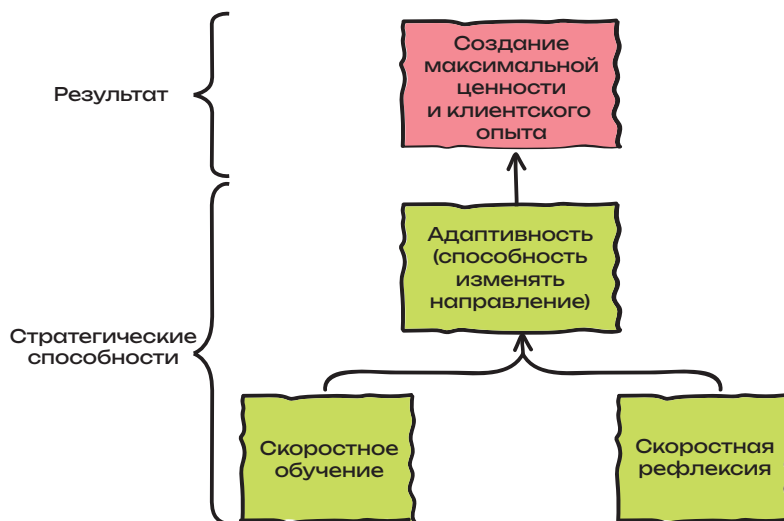 Результат
Создание
максимальной
ценности
и клиентского
опыта
Адаптивность
(способность
изменять
направление)
Стратегические
способности
Скоростное
обучение
Скоростная
рефлексия